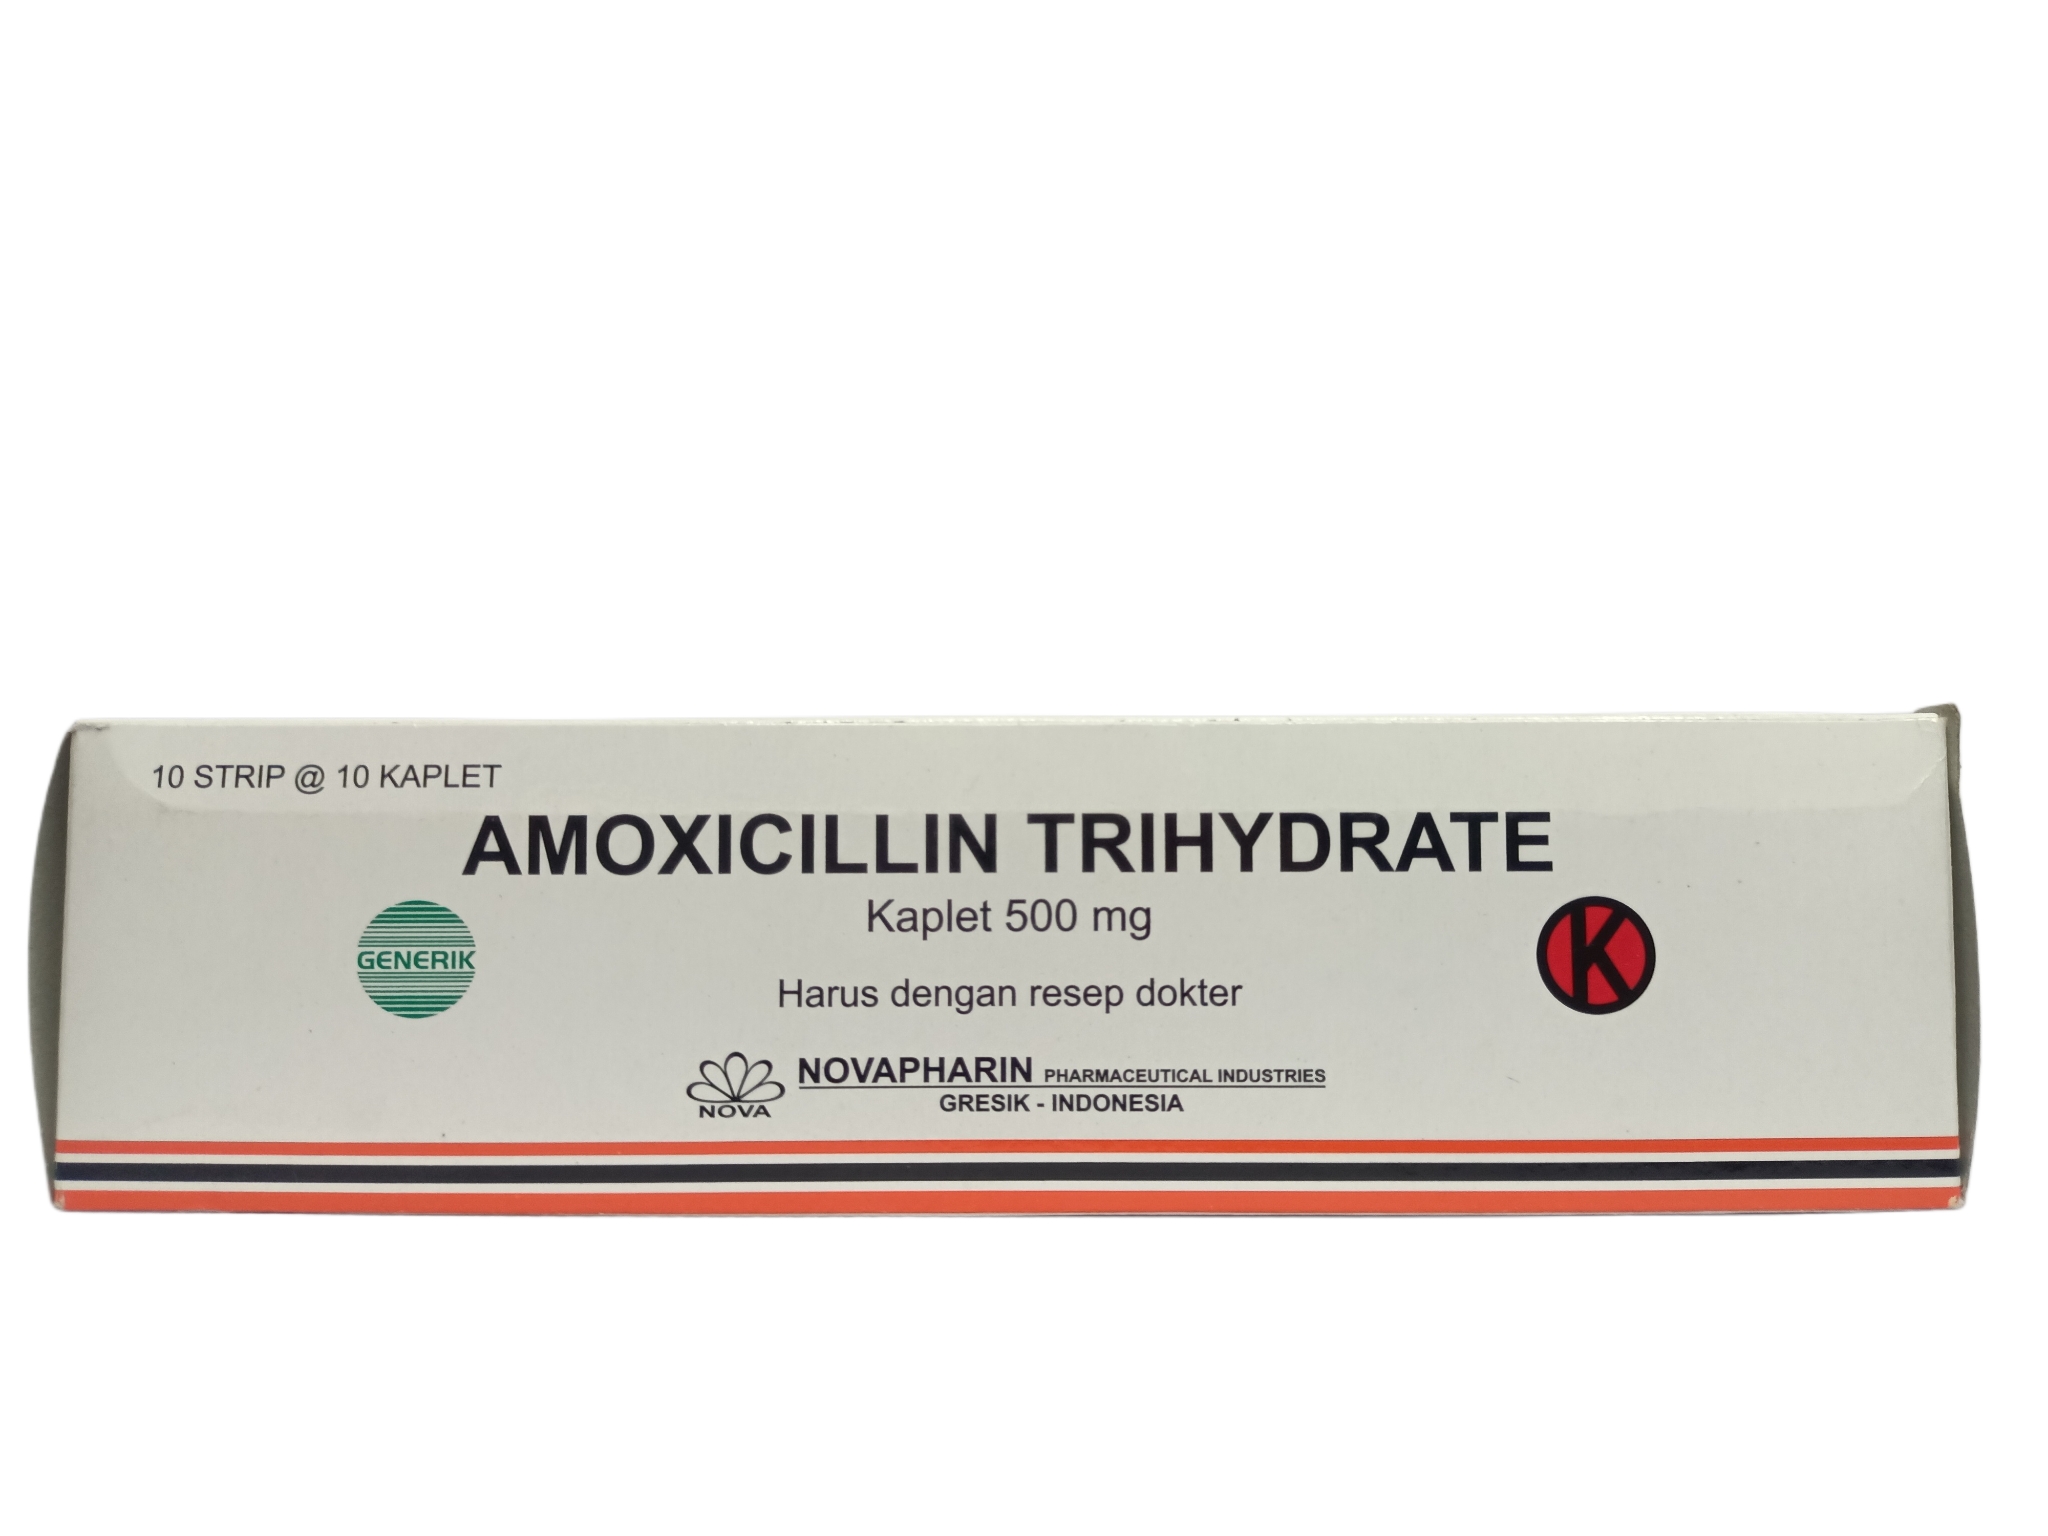 10 STRIP @ 10 KAPLET
AMOXICILLIN TRIHYDRATE
Kaplet 500 mg
GENERIK
K
Harus dengan resep dokter
NOVA
NOVAPHARIN PHARMACEUTICAL INDUSTRIES
GRESIK - INDONESIA